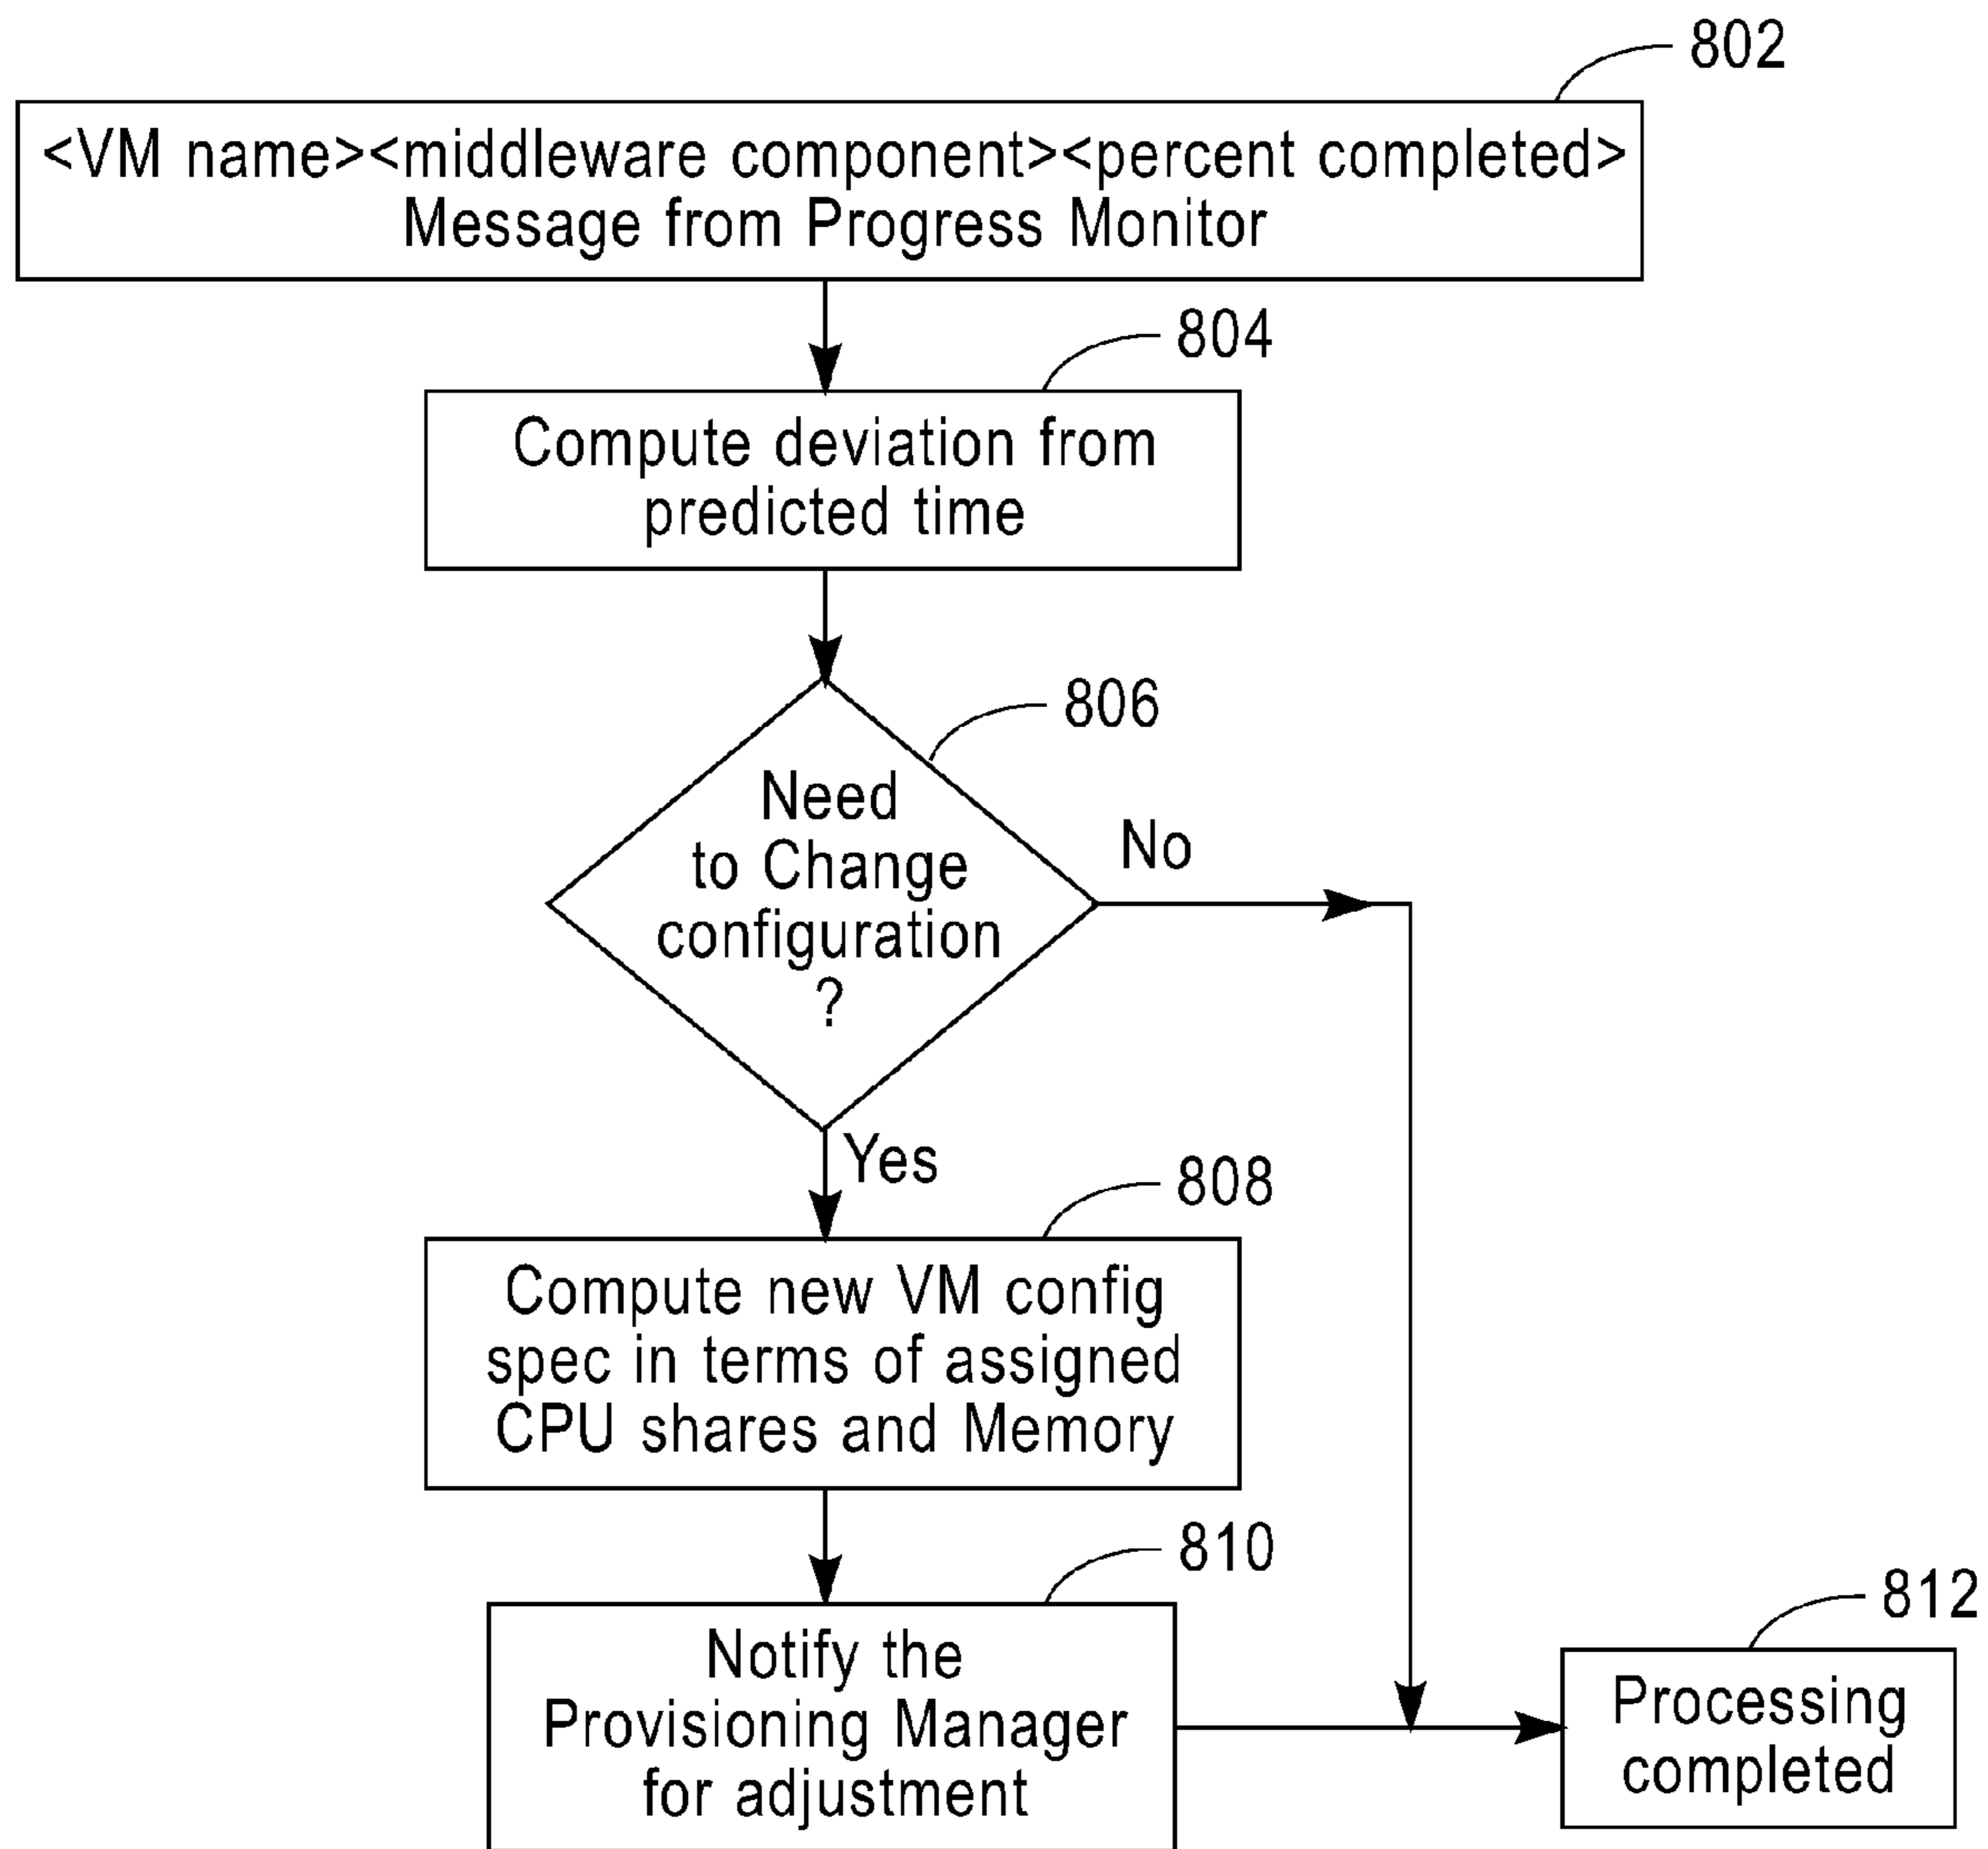 802
<VM name><middleware component><percent completed>
Message from Progress Monitor
804
Compute deviation from
predicted time
806
Need
to Change
configuration
?
No
Yes
808
Compute new VM config
spec in terms of assigned
CPU shares and Memory
810
Notify the
Provisioning Manager
for adjustment
812
Processing
completed